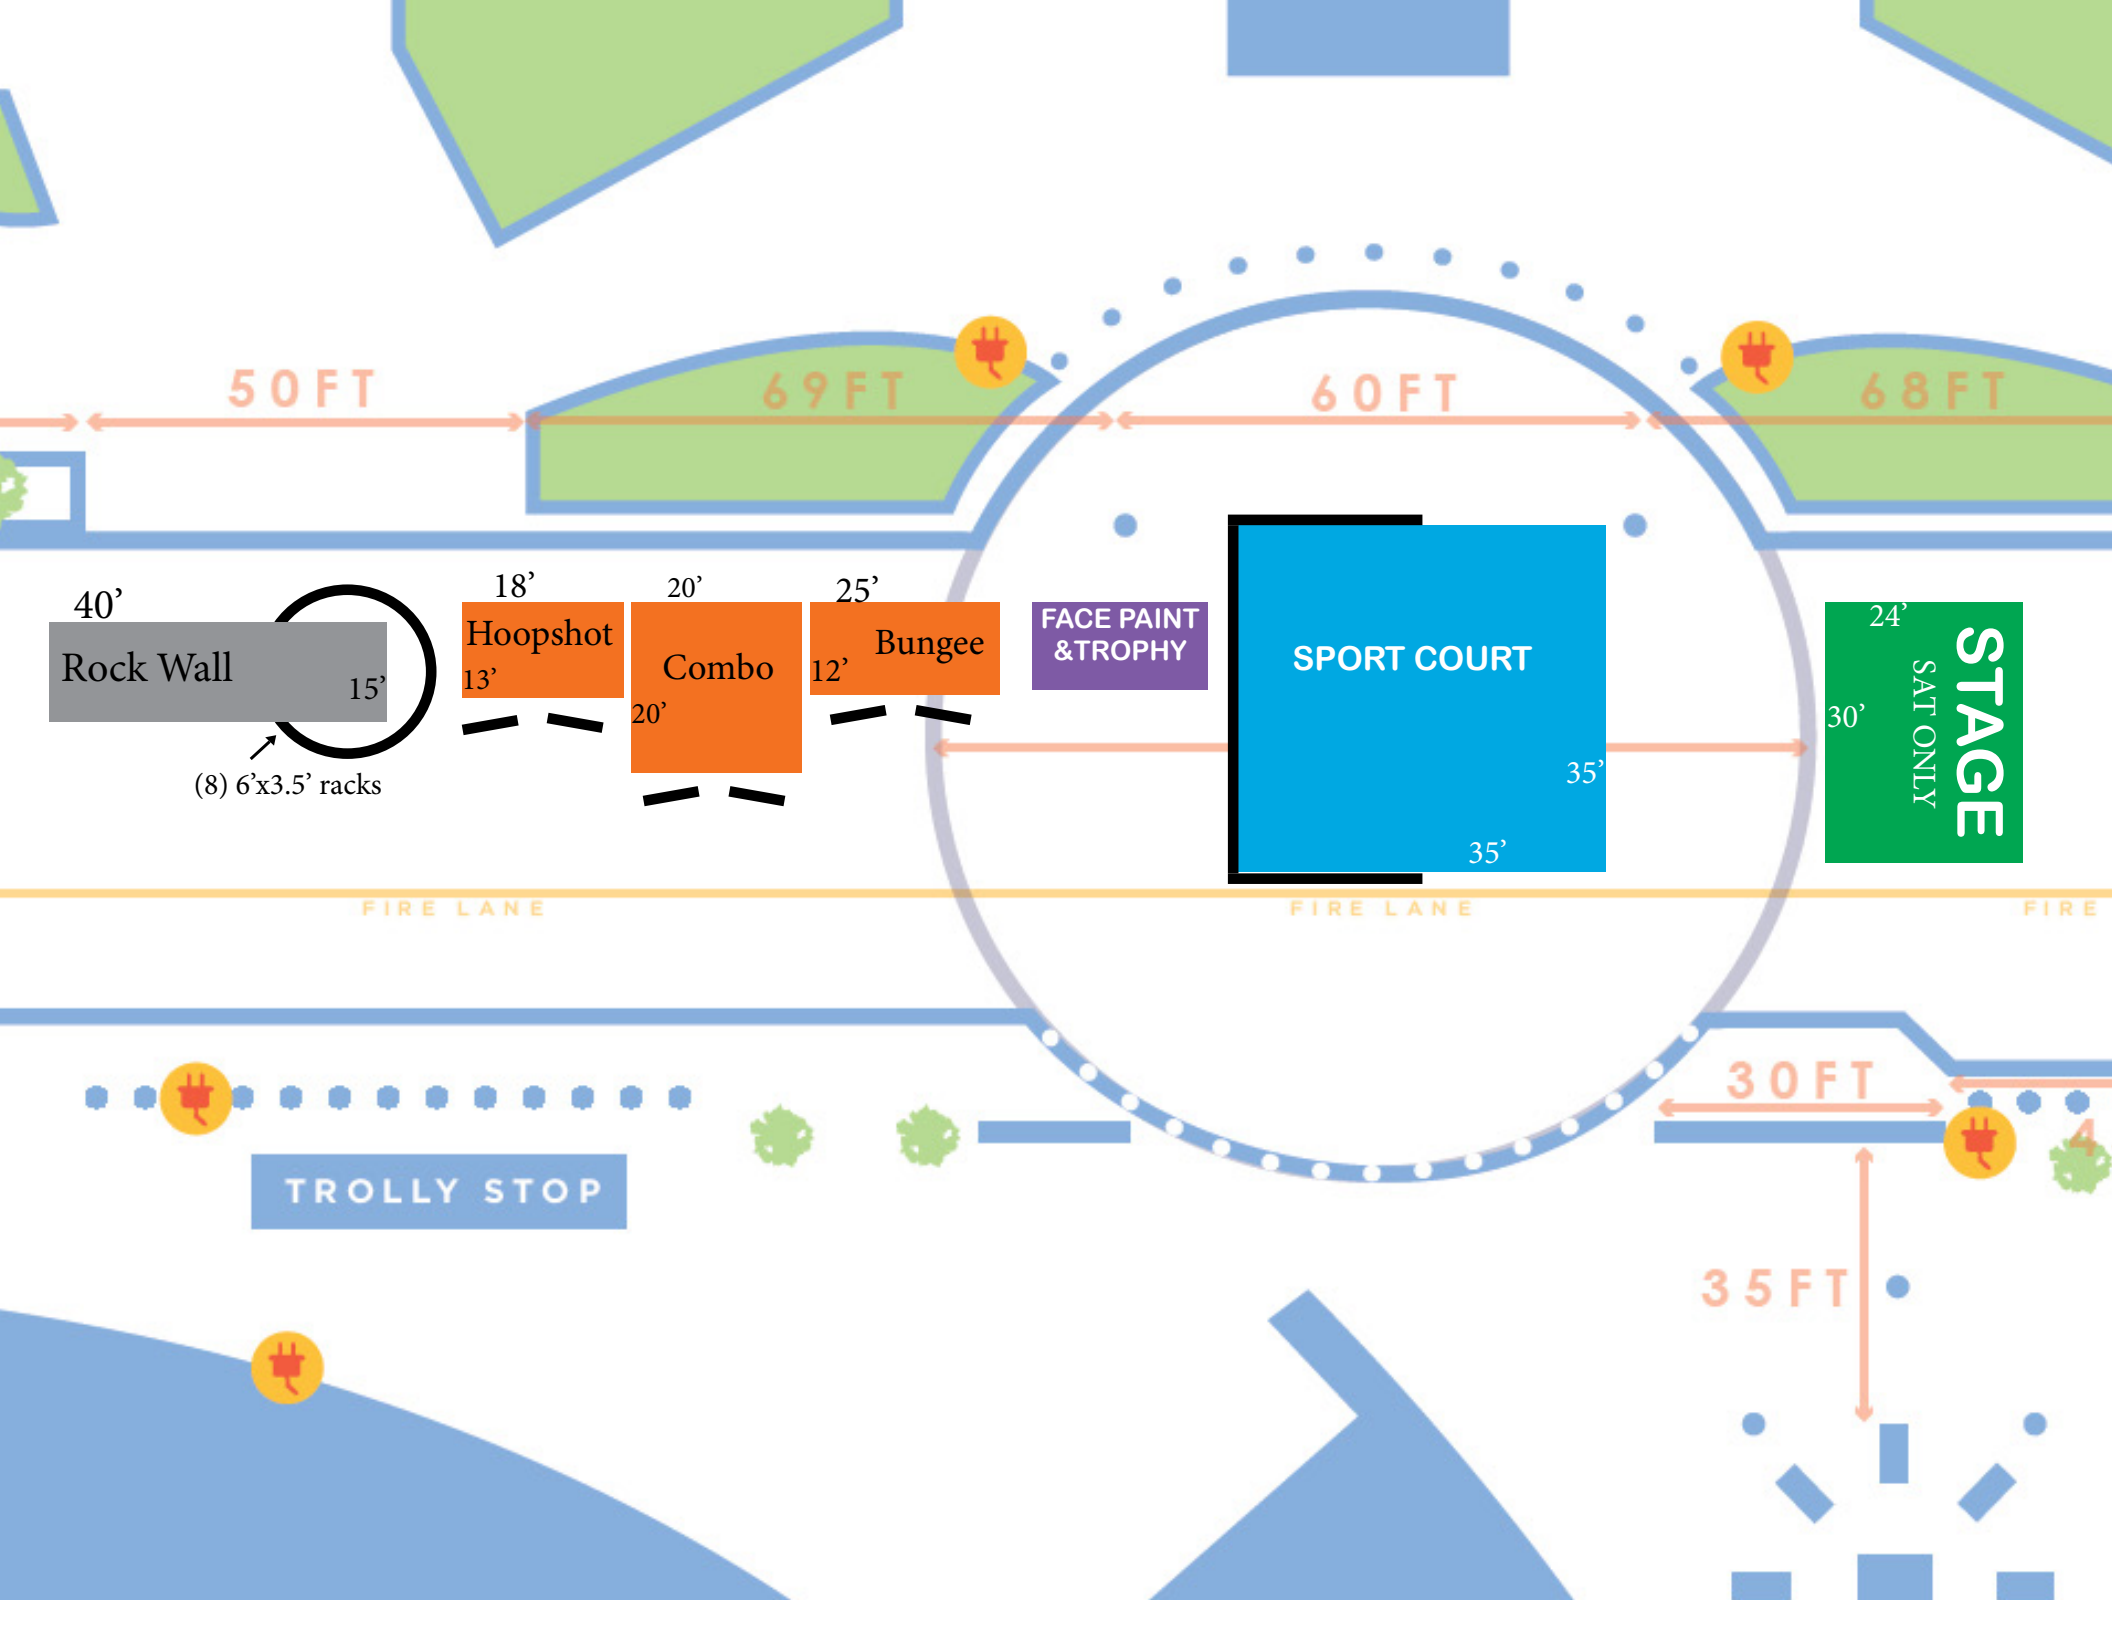 50FT
69FT
60FT
68FT
40’
18’
20’
25’
Rock Wall
15’
Hoopshot
13’
Combo
20’
Bungee
12’
FACE PAINT
&TROPHY
SPORT COURT
35’
35’
24’
30’
STAGE
SAT ONLY
(8) 6’x3.5’ racks
FIRE LANE
FIRE LANE
FIRE
30FT
4
TROLLY STOP
35FT